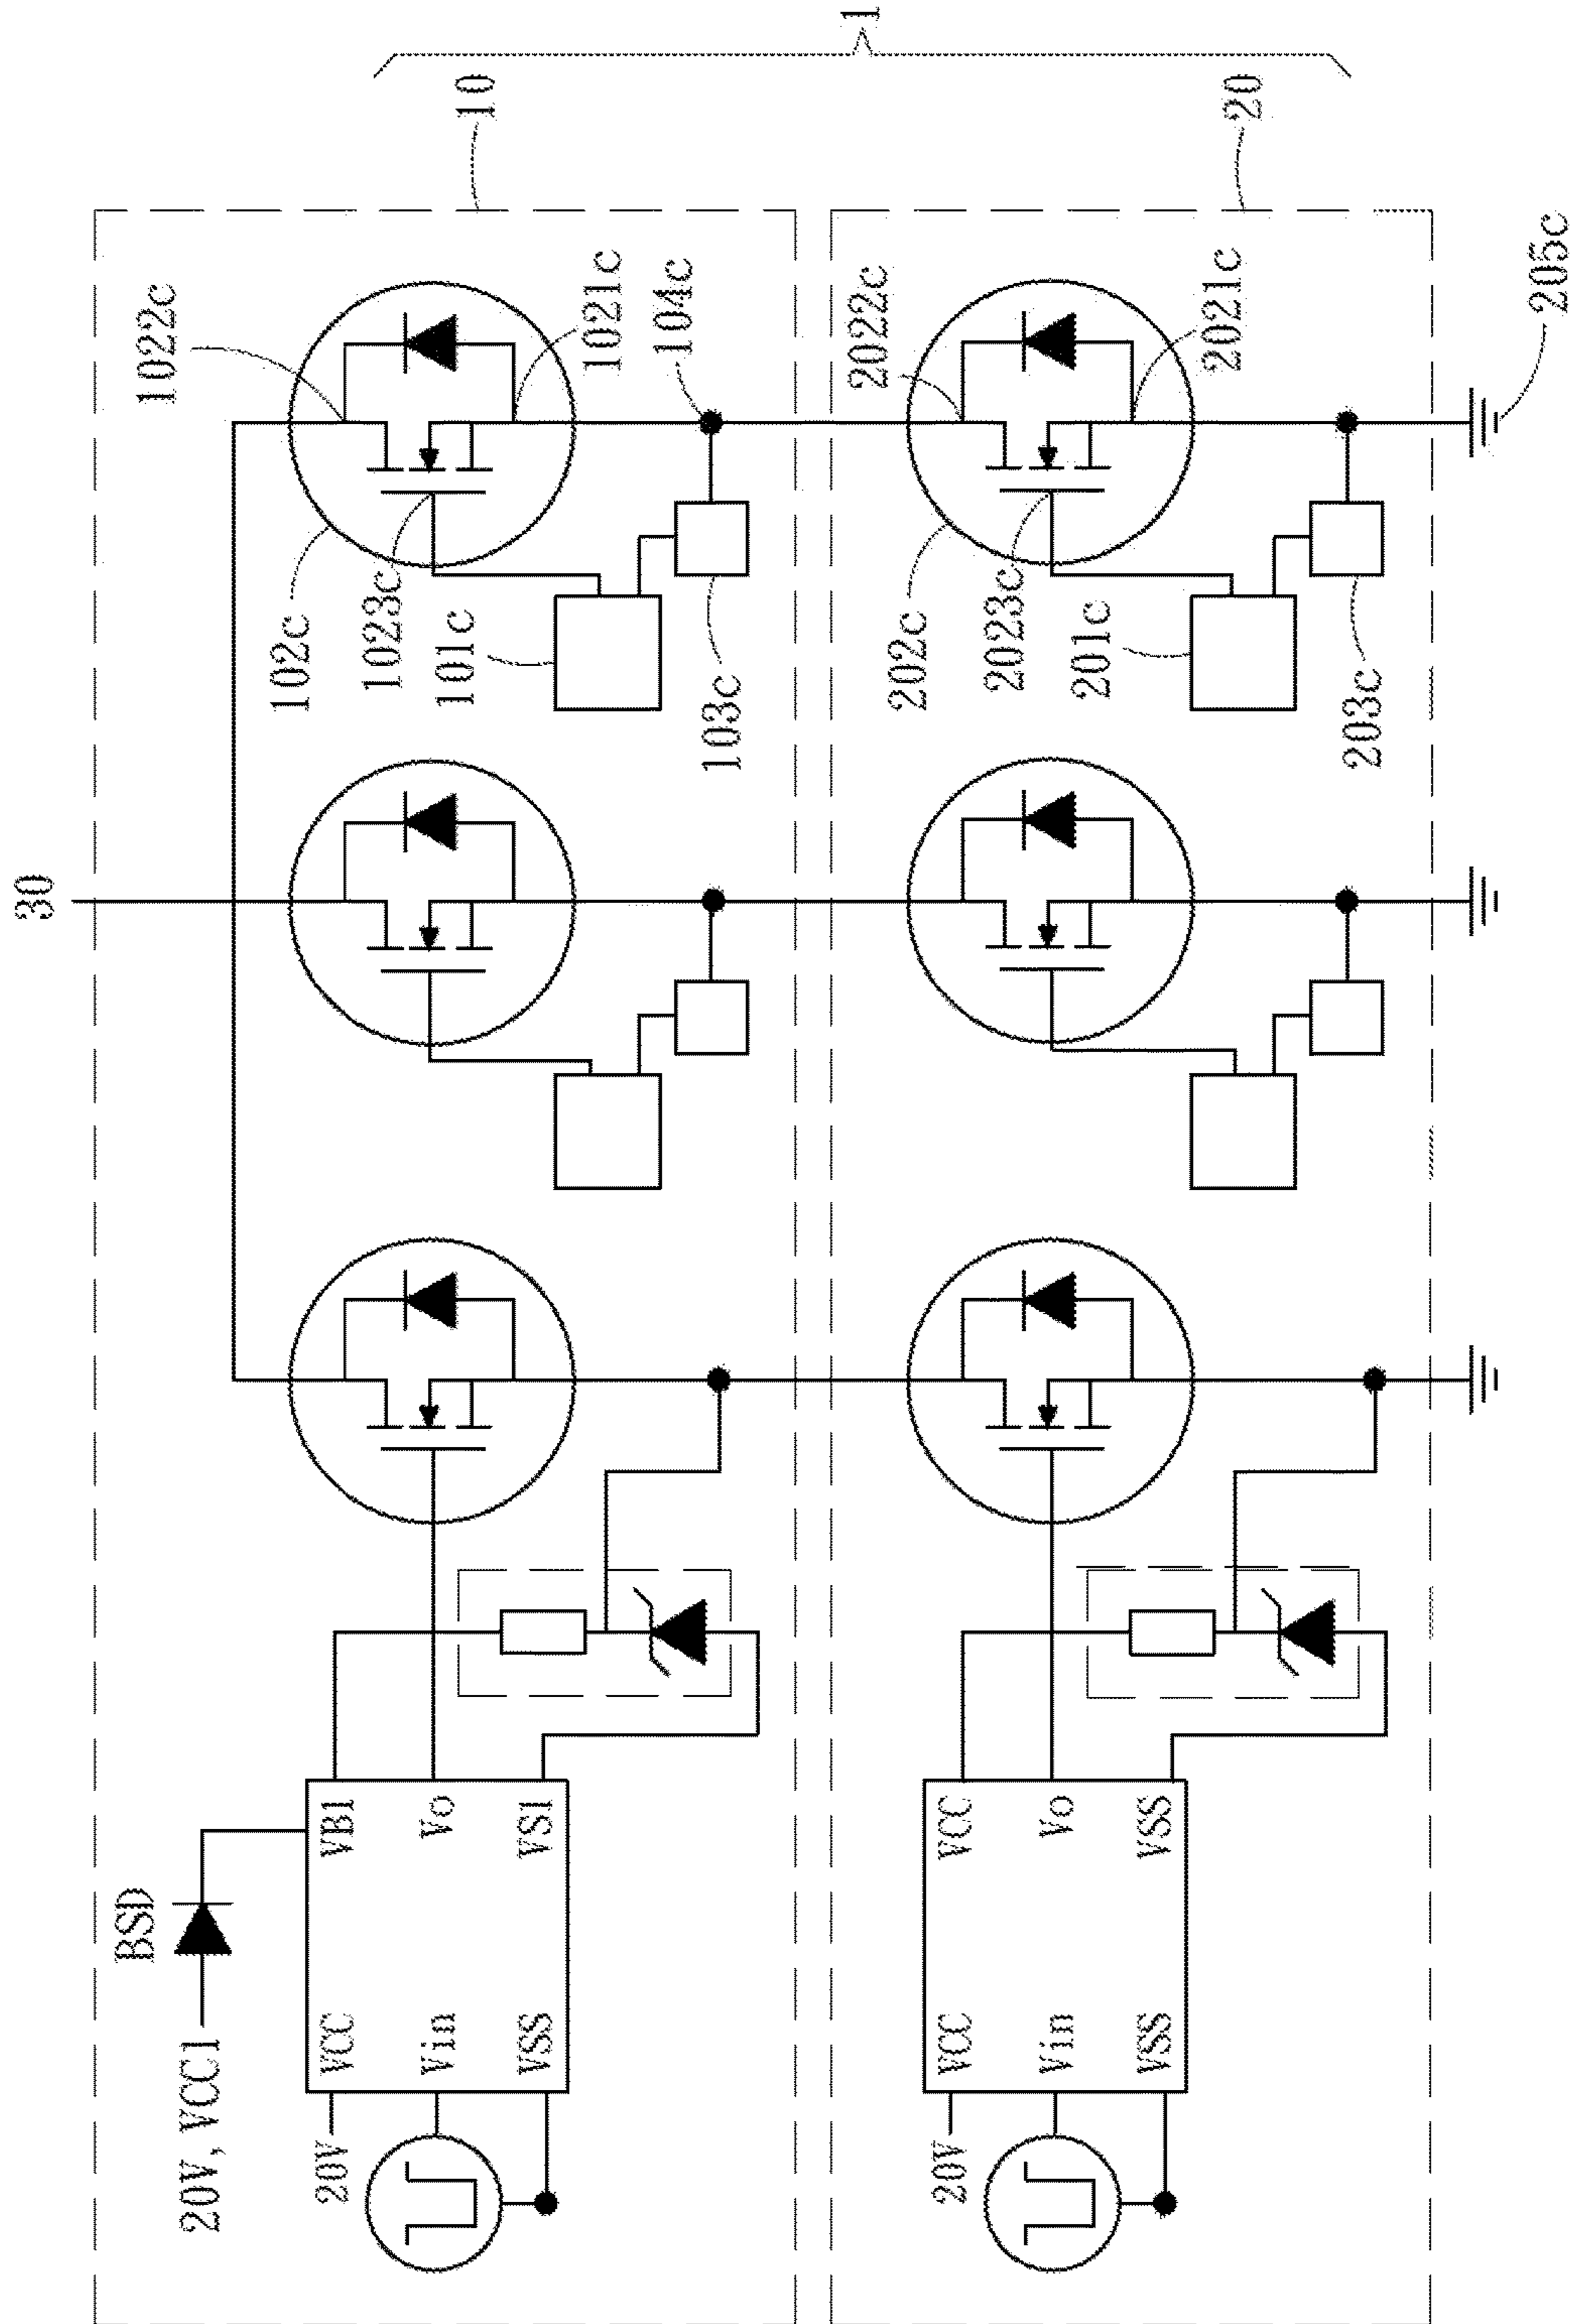 1
10
20
30
1022c
1021c
104c
102c
1023c
101c
103c
2022c
2021c
205c
202c
2023c
201c
203c
BSD
20V,VCC1
VB1
Vo
VS1
VCC
Vin
VSS
20V
VCC
Vo
VSS
VCC
Vin
VSS
20V